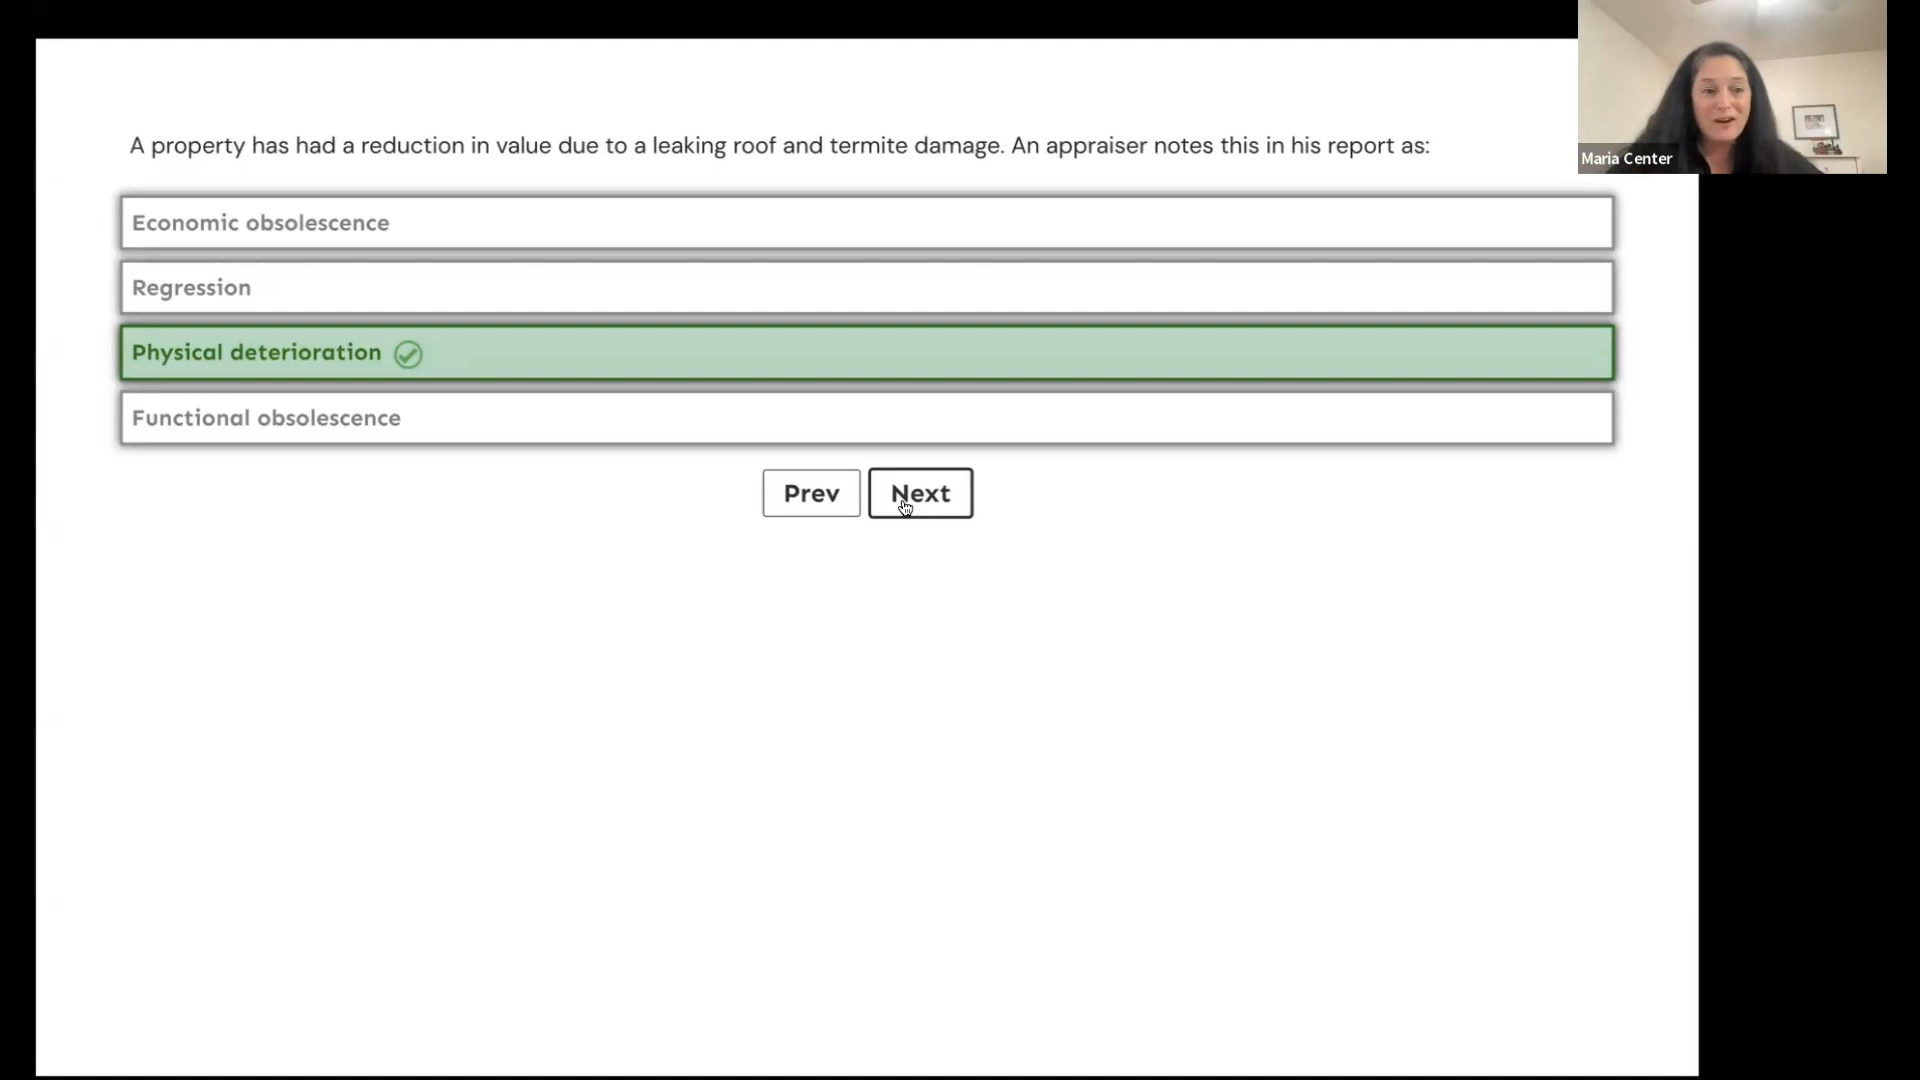 A property has had a reduction in value due to a leaking roof and termite damage. An appraiser notes this in his report as:
Maria Center
Economic obsolescence
Regression
Physical deterioration
Functional obsolescence
Prev
Next